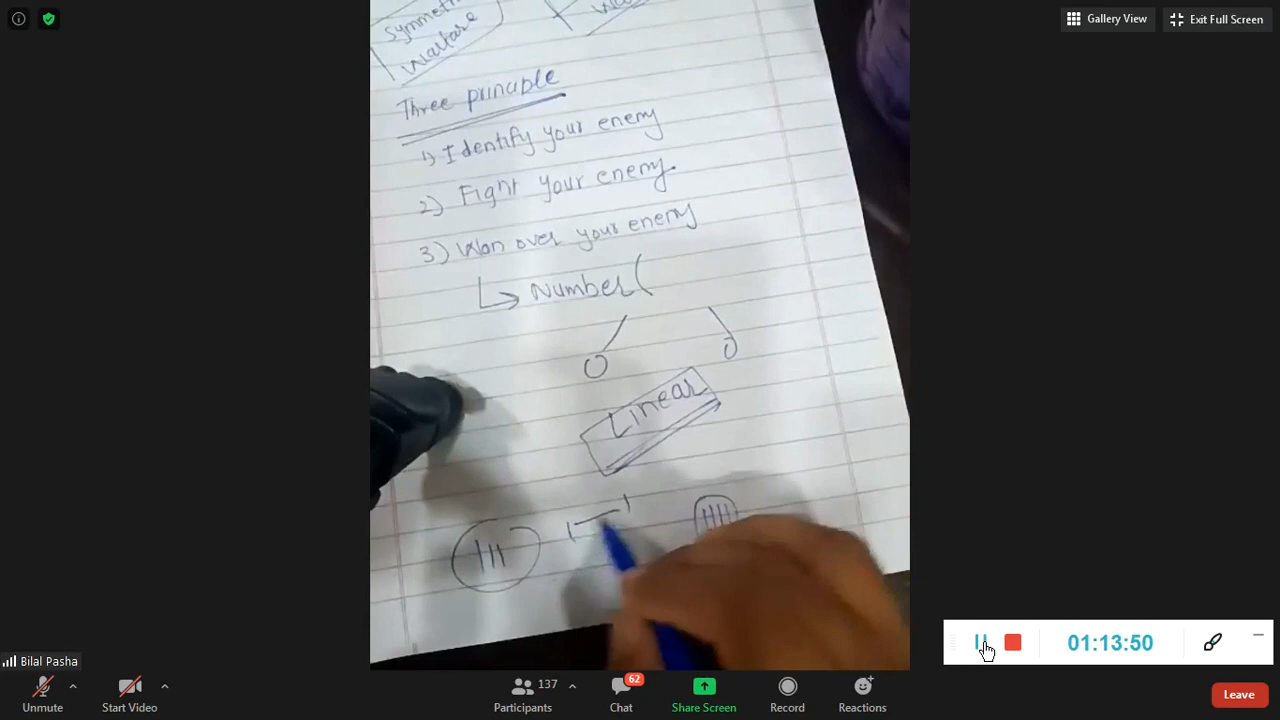 Gallery View
Exit Full Screen
Symmetri
Warfare
Three principle
1) Identify your enemy
2) Fight your enemy.
3) Won over your enemy
↳ Number (
Linear
Bilal Pasha
01:13:50
Unmute
Start Video
137
Participants
62
Chat
Share Screen
Record
Reactions
Leave